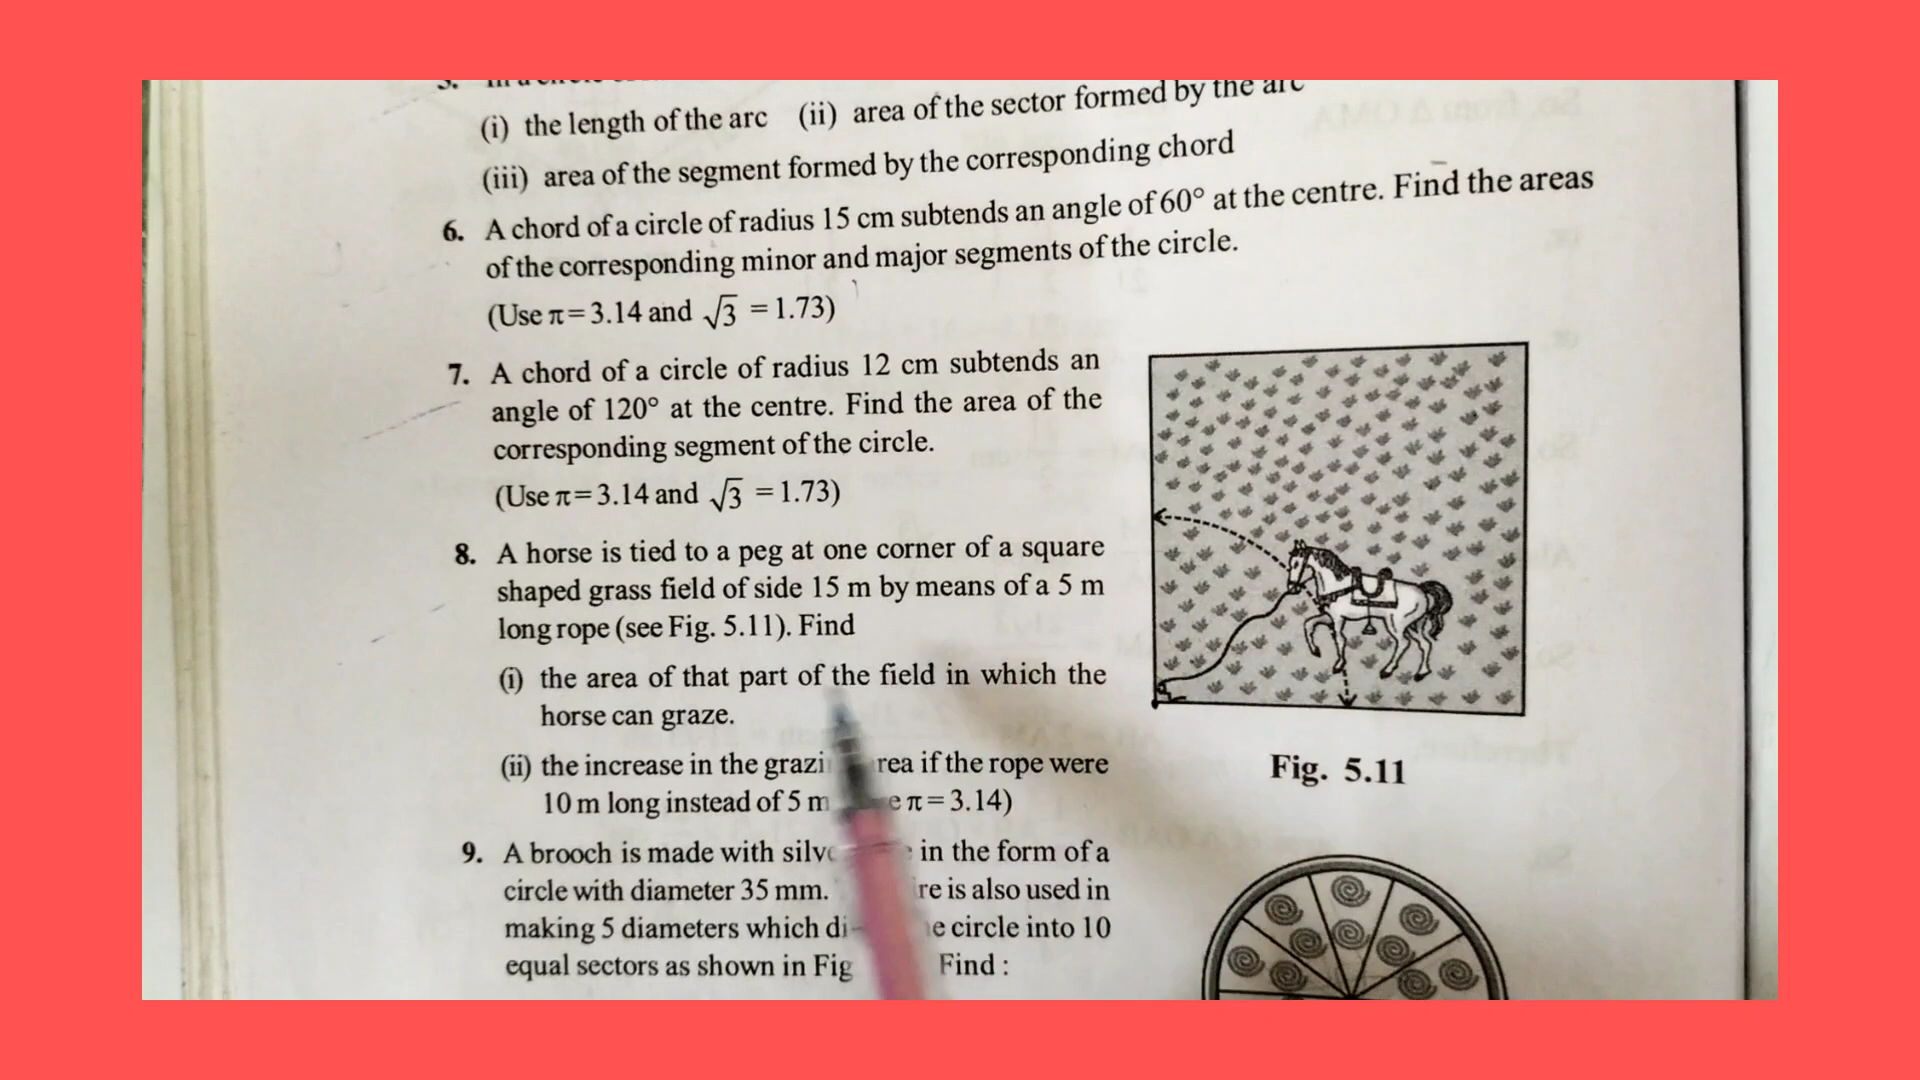 (i) the length of the arc (ii) area of the sector formed by the arc
(iii) area of the segment formed by the corresponding chord
6. A chord of a circle of radius 15 cm subtends an angle of 60° at the centre. Find the areas
of the corresponding minor and major segments of the circle.
(Use π = 3.14 and √3 = 1.73)
7. A chord of a circle of radius 12 cm subtends an
angle of 120° at the centre. Find the area of the
corresponding segment of the circle.
(Use π = 3.14 and √3 = 1.73)
8. A horse is tied to a peg at one corner of a square
shaped grass field of side 15 m by means of a 5 m
long rope (see Fig. 5.11). Find
(i) the area of that part of the field in which the
horse can graze.
(ii) the increase in the grazi rea if the rope were
10 m long instead of 5 m e π = 3.14)
Fig. 5.11
9. A brooch is made with silv in the form of a
circle with diameter 35 mm. re is also used in
making 5 diameters which di e circle into 10
equal sectors as shown in Fig Find :